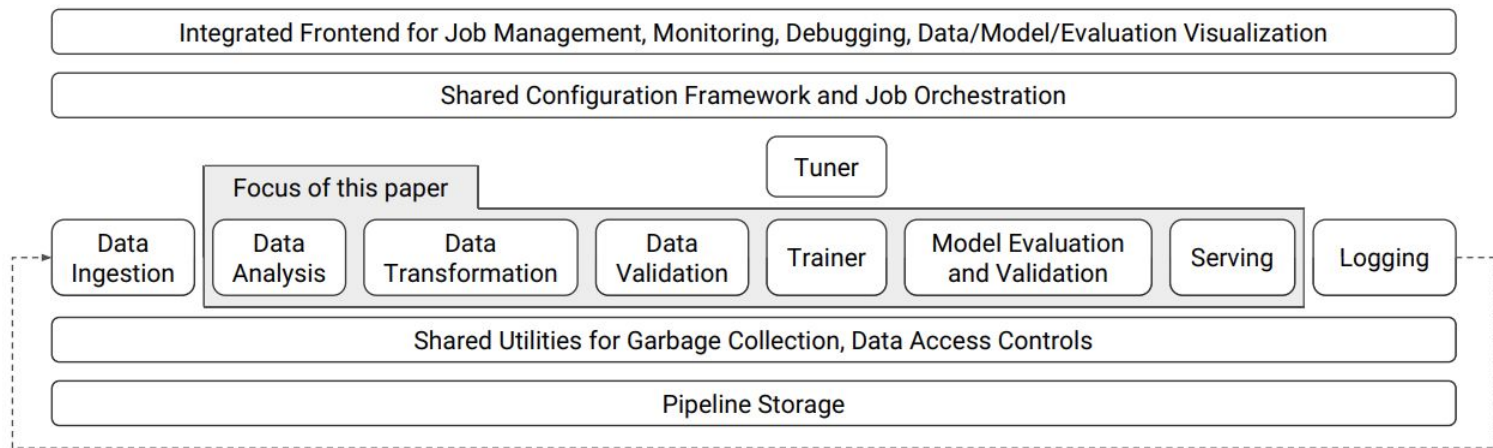 Integrated Frontend for Job Management, Monitoring, Debugging, Data/Model/Evaluation Visualization
Shared Configuration Framework and Job Orchestration
Tuner
Focus of this paper
Data
Ingestion
Data
Analysis
Data
Transformation
Data
Validation
Trainer
Model Evaluation
and Validation
Serving
Logging
Shared Utilities for Garbage Collection, Data Access Controls
Pipeline Storage